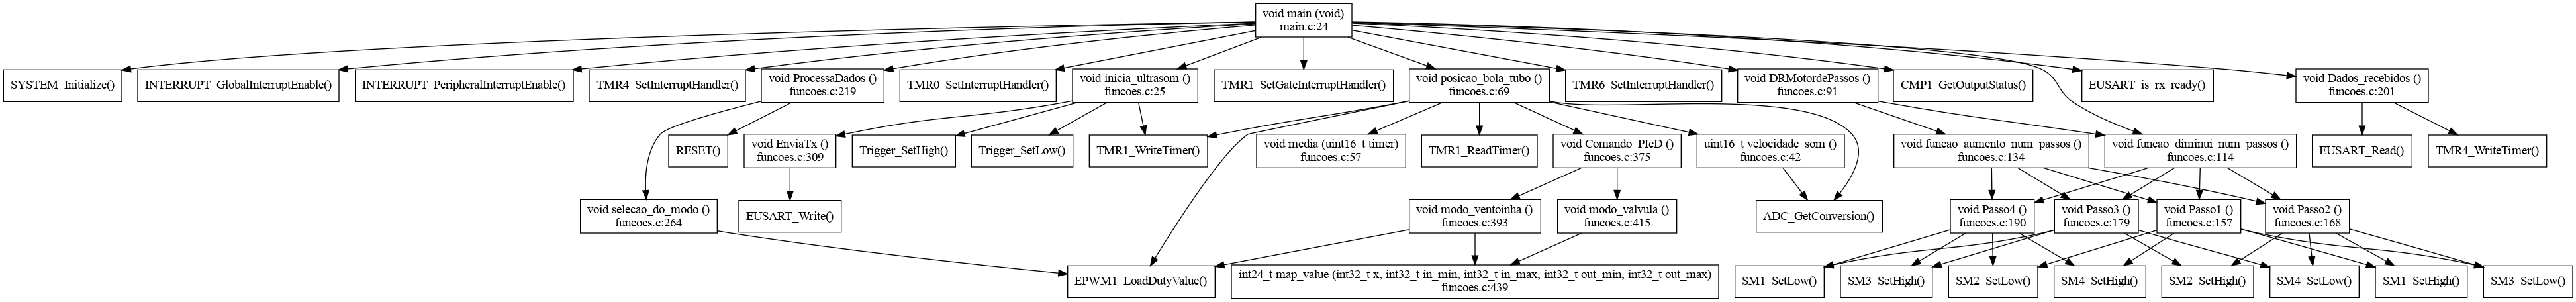 void main (void)
main.c:24
SYSTEM_Initialize()
INTERRUPT_GlobalInterruptEnable()
INTERRUPT_PeripheralInterruptEnable()
TMR4_SetInterruptHandler()
void ProcessaDados ()
funcoes.c:219
TMR0_SetInterruptHandler()
void inicia_ultrasom ()
funcoes.c:25
TMR1_SetGateInterruptHandler()
void posicao_bola_tubo ()
funcoes.c:69
TMR6_SetInterruptHandler()
void DRMotordePassos ()
funcoes.c:91
CMP1_GetOutputStatus()
EUSART_is_rx_ready()
void Dados_recebidos ()
funcoes.c:201
RESET()
void EnviaTx ()
funcoes.c:309
Trigger_SetHigh()
Trigger_SetLow()
TMR1_WriteTimer()
void media (uint16_t timer)
funcoes.c:57
TMR1_ReadTimer()
void Comando_PIeD ()
funcoes.c:375
uint16_t velocidade_som ()
funcoes.c:42
void funcao_aumento_num_passos ()
funcoes.c:134
void funcao_diminui_num_passos ()
funcoes.c:114
EUSART_Read()
TMR4_WriteTimer()
void selecao_do_modo ()
funcoes.c:264
EUSART_Write()
void modo_ventoinha ()
funcoes.c:393
void modo_valvula ()
funcoes.c:415
ADC_GetConversion()
void Passo4 ()
funcoes.c:190
void Passo3 ()
funcoes.c:179
void Passo1 ()
funcoes.c:157
void Passo2 ()
funcoes.c:168
EPWM1_LoadDutyValue()
int24_t map_value (int32_t x, int32_t in_min, int32_t in_max, int32_t out_min, int32_t out_max)
funcoes.c:439
SM1_SetLow()
SM3_SetHigh()
SM2_SetLow()
SM4_SetHigh()
SM2_SetHigh()
SM4_SetLow()
SM1_SetHigh()
SM3_SetLow()